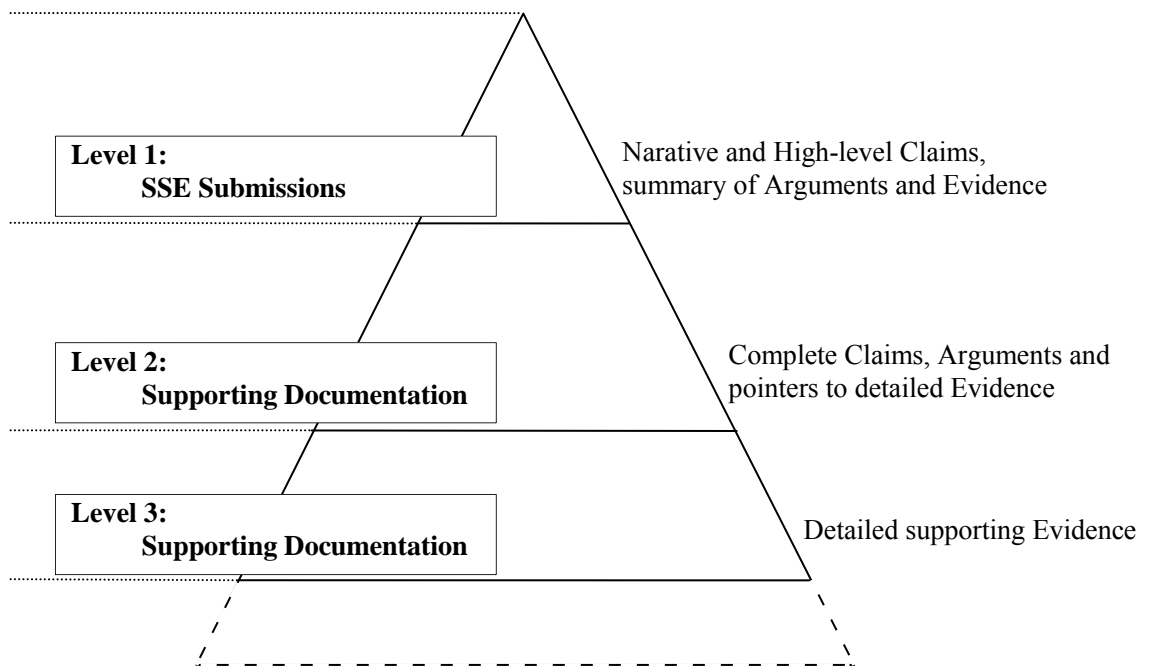 Level 1:
SSE Submissions
Narative and High-level Claims,
summary of Arguments and Evidence
Level 2:
Supporting Documentation
Complete Claims, Arguments and
pointers to detailed Evidence
Level 3:
Supporting Documentation
Detailed supporting Evidence